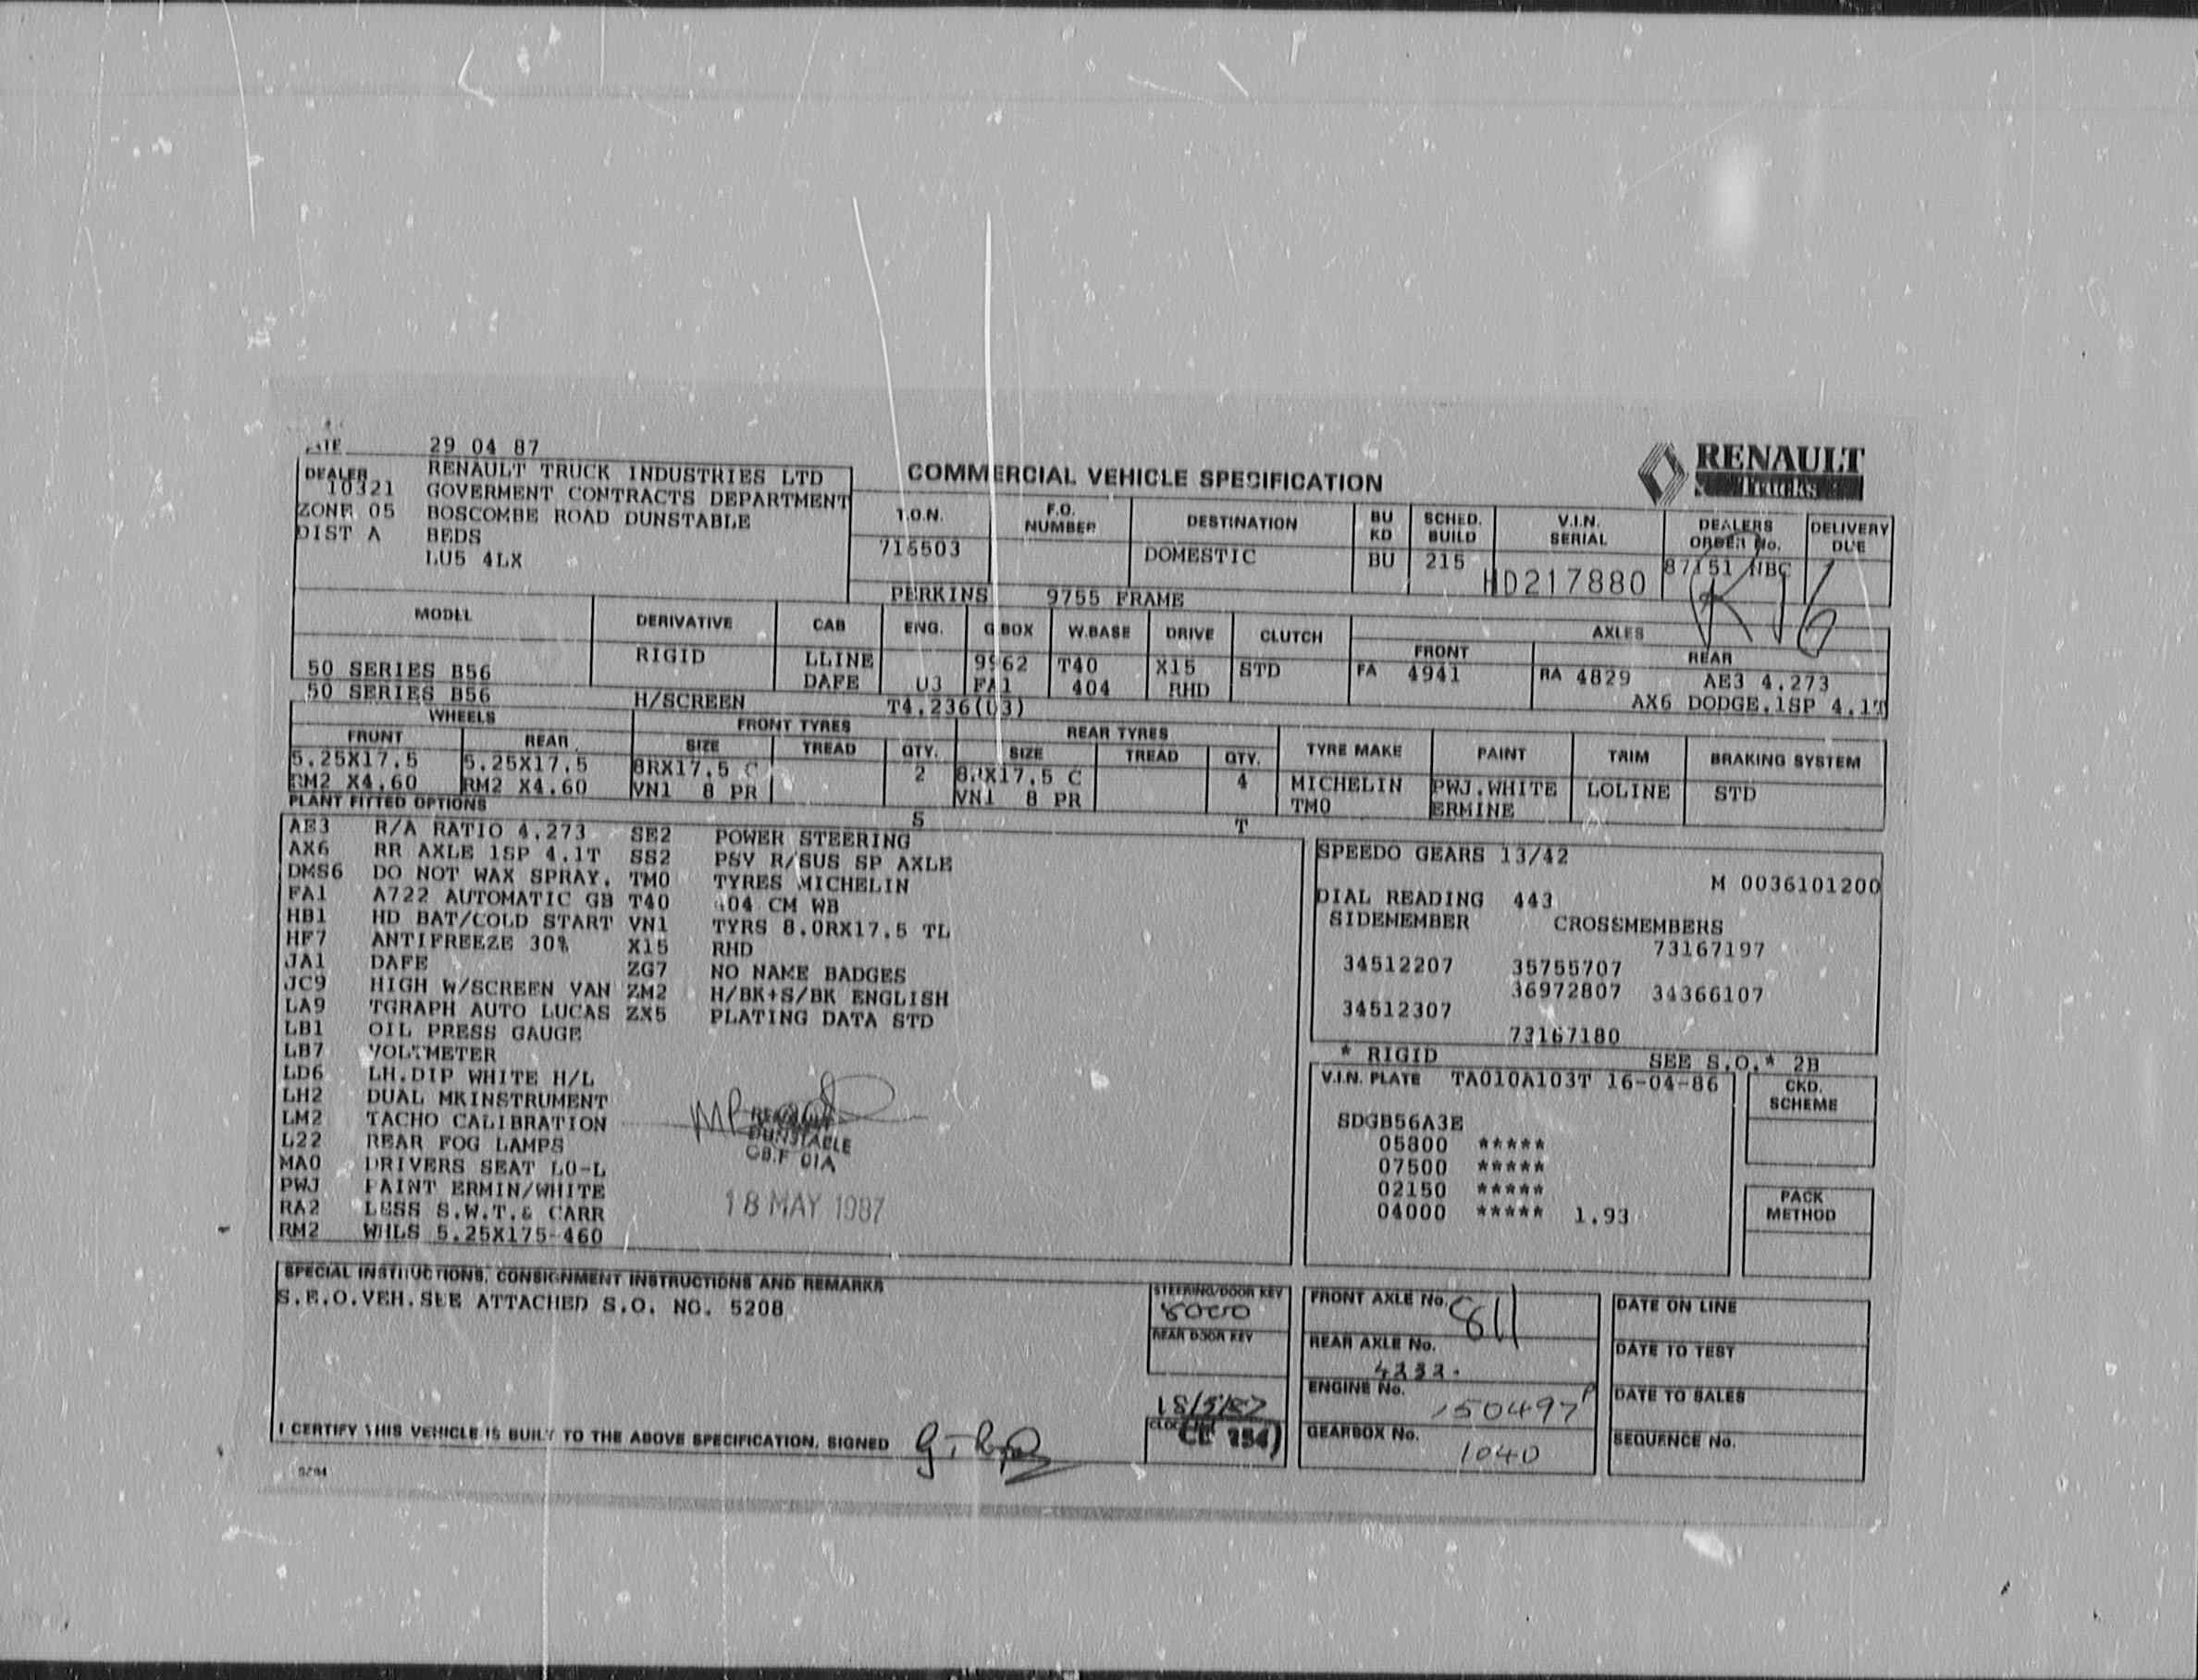 29 04 87
DEALER RENAULT TRUCK INDUSTRIES LTD
10321 GOVERMENT CONTRACTS DEPARTMENT
ZONE 05 BOSCOMBE ROAD DUNSTABLE
DIST A BEDS
LU5 4LX
COMMERCIAL VEHICLE SPECIFICATION
RENAULT
TRUCKS
T.O.N. F.O. NUMBER DESTINATION BU KD SCHED. BUILD V.I.N. SERIAL DEALERS ORDER No. DELIVERY DUE
716503 DOMESTIC BU 215 HD217880 87151 NBC
PERKINS 9755 FRAME
MODEL DERIVATIVE CAB ENG. G.BOX W.BASE DRIVE CLUTCH AXLES
FRONT REAR
RIGID LLINE 9962 T40 X15 STD FA 4941 RA 4829 AE3 4.273
50 SERIES B56 DAFE U3 FA1 404 RHD
50 SERIES B56 H/SCREEN T4.236(U3) AX6 DODGE.1SP 4.1T
WHEELS FRONT TYRES REAR TYRES
FRONT REAR SIZE TREAD QTY. SIZE TREAD QTY. TYRE MAKE PAINT TRIM BRAKING SYSTEM
5.25X17.5 5.25X17.5 8RX17.5 C 2 8RX17.5 C 4 MICHELIN PWJ.WHITE LOLINE STD
RM2 X4.60 RM2 X4.60 VN1 8 PR VN1 8 PR TM0 ERMINE
PLANT FITTED OPTIONS S T
AE3 R/A RATIO 4.273 SE2 POWER STEERING
AX6 RR AXLE 1SP 4.1T SS2 PSV R/SUS SP AXLE
DMS6 DO NOT WAX SPRAY. TM0 TYRES MICHELIN
FA1 A722 AUTOMATIC GB T40 404 CM WB
HB1 HD BAT/COLD START VN1 TYRS 8.0RX17.5 TL
HF7 ANTIFREEZE 30% X15 RHD
JA1 DAFE ZG7 NO NAME BADGES
JC9 HIGH W/SCREEN VAN ZM2 H/BK+S/BK ENGLISH
LA9 TGRAPH AUTO LUCAS ZX5 PLATING DATA STD
LB1 OIL PRESS GAUGE
LB7 VOLTMETER
LD6 LH.DIP WHITE H/L
LH2 DUAL MKINSTRUMENT
LM2 TACHO CALIBRATION
L22 REAR FOG LAMPS
MA0 DRIVERS SEAT LO-L
PWJ PAINT ERMIN/WHITE
RA2 LESS S.W.T.& CARR
RM2 WHLS 5.25X175-460
RENAULT
DUNSTABLE
GB.F 01A
18 MAY 1987
SPEEDO GEARS 13/42
M 0036101200
DIAL READING 443
SIDEMEMBER CROSSMEMBERS
73167197
34512207 35755707
36972807 34366107
34512307
73167180
* RIGID SEE S.O.* 2B
V.I.N. PLATE TA010A103T 16-04-86
SDGB56A3E
05800 *****
07500 *****
02150 *****
04000 ***** 1.93
CKD. SCHEME
PACK METHOD
SPECIAL INSTRUCTIONS, CONSIGNMENT INSTRUCTIONS AND REMARKS
S.E.O.VEH.SEE ATTACHED S.O. NO. 5208
STEERING/DOOR KEY
8000
REAR DOOR KEY
18/5/87
FRONT AXLE No. 811
REAR AXLE No.
4232.
ENGINE No.
150497P
GEARBOX No.
1040
DATE ON LINE
DATE TO TEST
DATE TO SALES
SEQUENCE No.
I CERTIFY THIS VEHICLE IS BUILT TO THE ABOVE SPECIFICATION, SIGNED